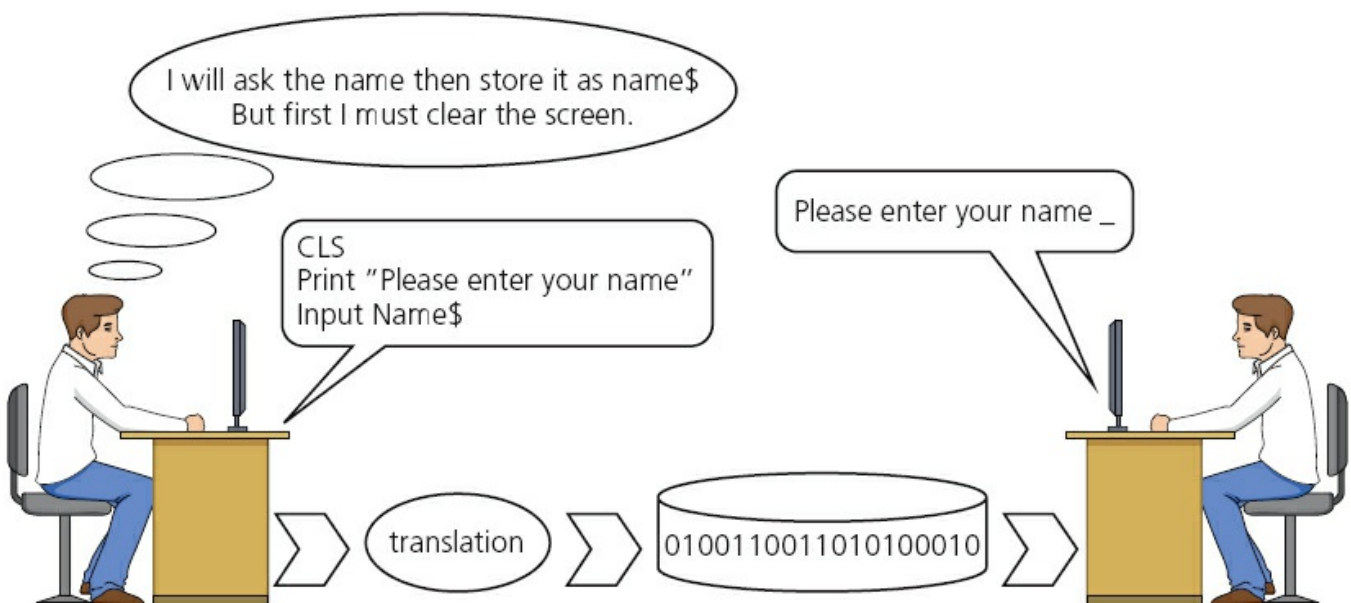 I will ask the name then store it as name$
But first I must clear the screen.
CLS
Print “Please enter your name”
Input Name$
Please enter your name _
translation
0100110011010100010